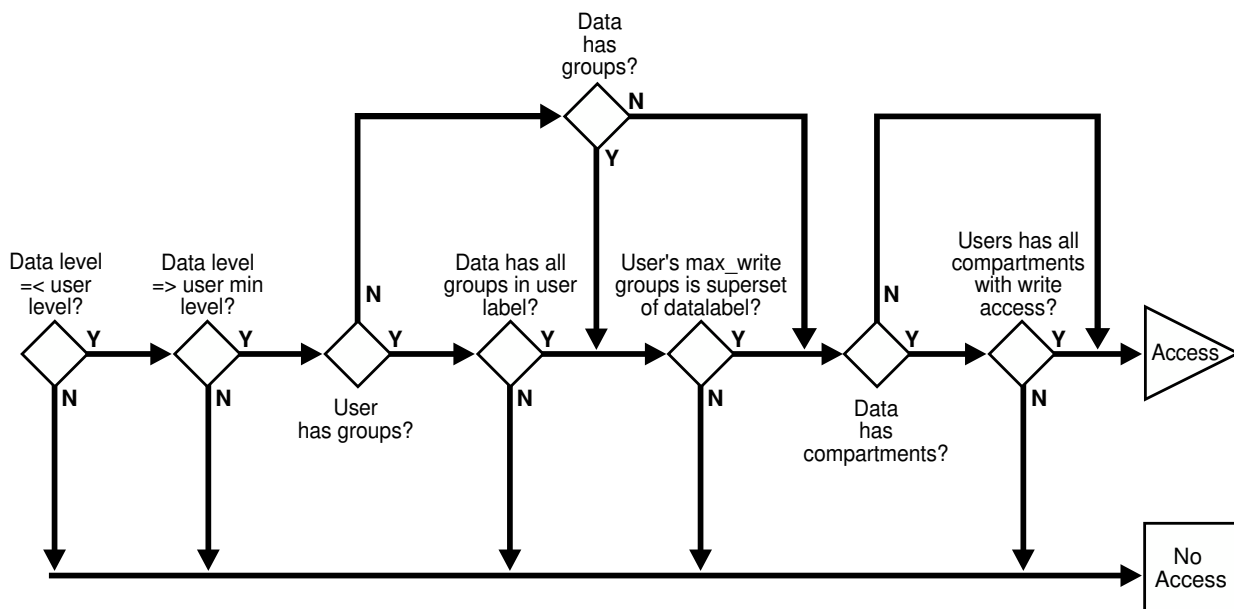 Data
has
groups?
N
Y
Data level
=< user
level?
Y
N
Data level
=> user min
level?
Y
N
N
Y
User
has groups?
Data has all
groups in user
label?
Y
N
User's max_write
groups is superset
of datalabel?
Y
N
N
Y
Data
has
compartments?
Users has all
compartments
with write
access?
Y
N
Access
No
Access